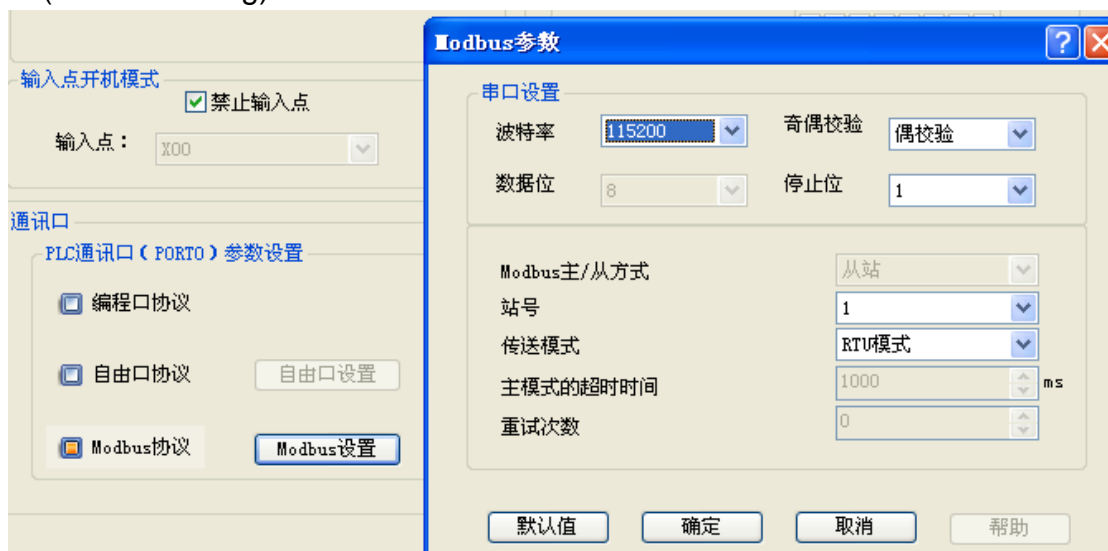 输入点开机模式
禁止输入点
输入点：
X00
通讯口
PLC通讯口（PORT0）参数设置
编程口协议
自由口协议
自由口设置
Modbus协议
Modbus设置
Modbus参数
串口设置
波特率
115200
奇偶校验
偶校验
数据位
8
停止位
1
Modbus主/从方式
从站
站号
1
传送模式
RTU模式
主模式的超时时间
1000
ms
重试次数
0
默认值
确定
取消
帮助